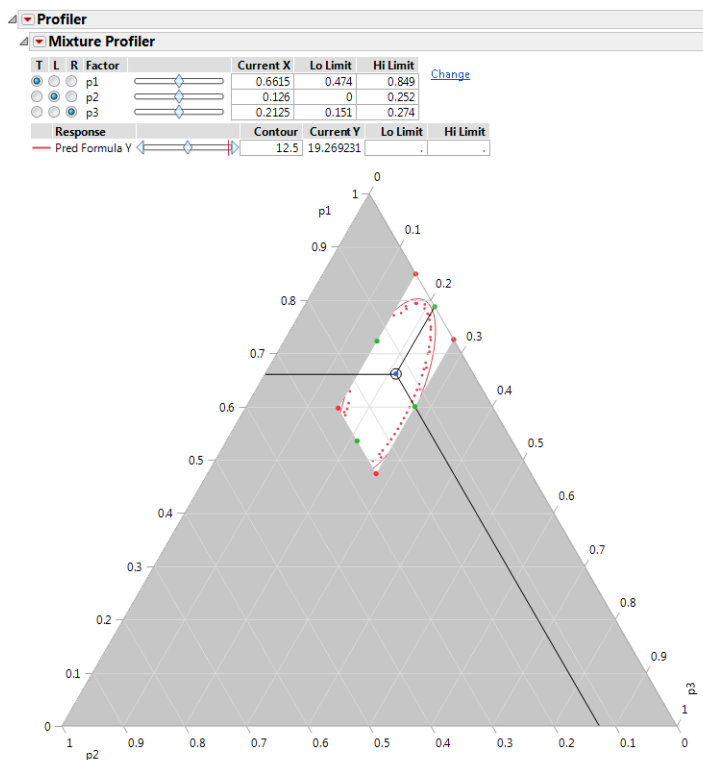 Profiler
Mixture Profiler
T L R Factor Current X Lo Limit Hi Limit
p1 0.6615 0.474 0.849 Change
p2 0.126 0 0.252
p3 0.2125 0.151 0.274
Response Contour Current Y Lo Limit Hi Limit
Pred Formula Y 12.5 19.269231 . .
0
1
p1
0.1
0.9
0.2
0.8
0.3
0.7
0.4
0.6
0.5
0.5
0.6
0.4
0.7
0.3
0.8
0.2
0.9
0.1
p3
1
0
1 0.9 0.8 0.7 0.6 0.5 0.4 0.3 0.2 0.1 0
p2